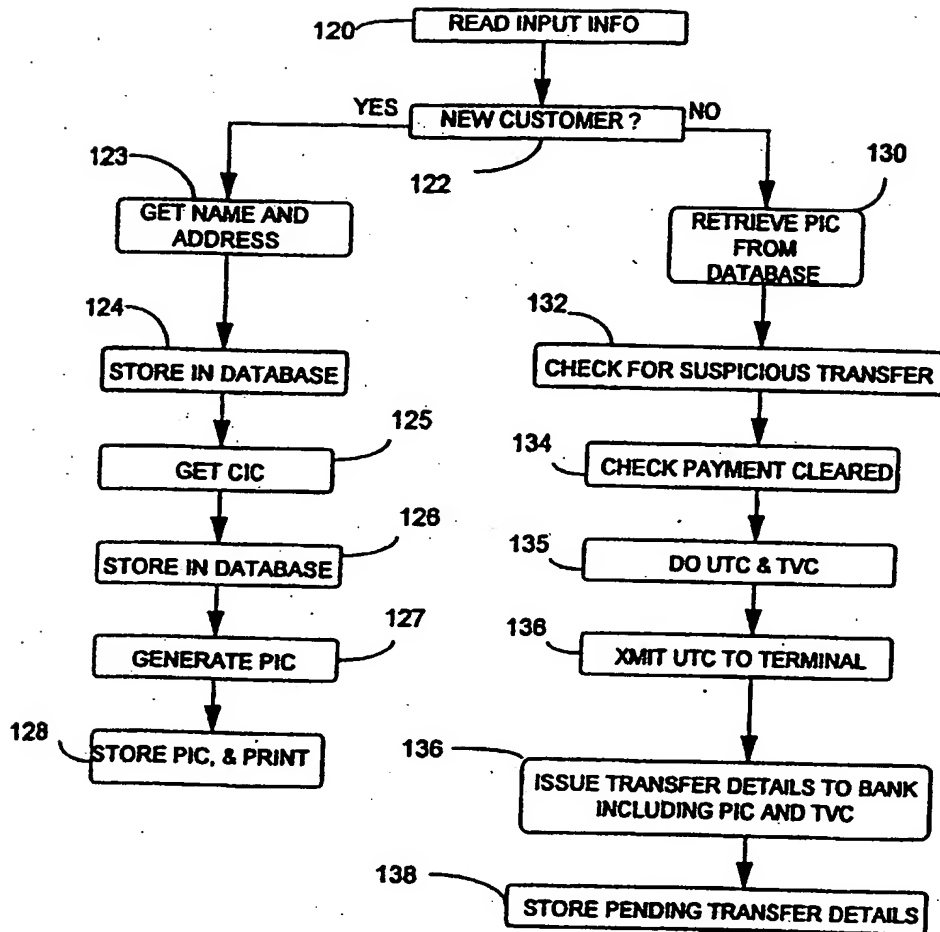 120
READ INPUT INFO
YES
NEW CUSTOMER ?
NO
122
123
GET NAME AND
ADDRESS
124
STORE IN DATABASE
125
GET CIC
126
STORE IN DATABASE
127
GENERATE PIC
128
STORE PIC, & PRINT
130
RETRIEVE PIC
FROM
DATABASE
132
CHECK FOR SUSPICIOUS TRANSFER
134
CHECK PAYMENT CLEARED
135
DO UTC & TVC
136
XMIT UTC TO TERMINAL
136
ISSUE TRANSFER DETAILS TO BANK
INCLUDING PIC AND TVC
138
STORE PENDING TRANSFER DETAILS